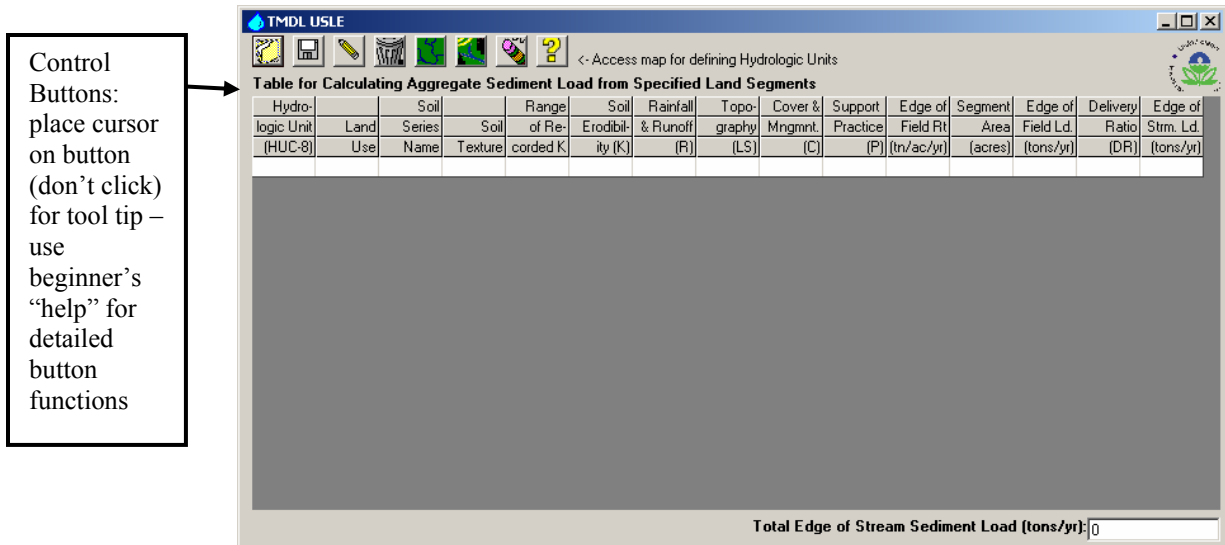 Control
Buttons:
place cursor
on button
(don't click)
for tool tip –
use
beginner's
"help" for
detailed
button
functions
TMDL USLE
<- Access map for defining Hydrologic Units
Table for Calculating Aggregate Sediment Load from Specified Land Segments
Hydro- Soil Range Soil Rainfall Topo- Cover & Support Edge of Segment Edge of Delivery Edge of
logic Unit Land Series Soil of Re- Erodibil- & Runoff graphy Mngmnt. Practice Field Rt Area Field Ld. Ratio Strm. Ld.
(HUC-8) Use Name Texture corded K ity (K) (R) (LS) (C) (P) (tn/ac/yr) (acres) (tons/yr) (DR) (tons/yr)
Total Edge of Stream Sediment Load (tons/yr): 0